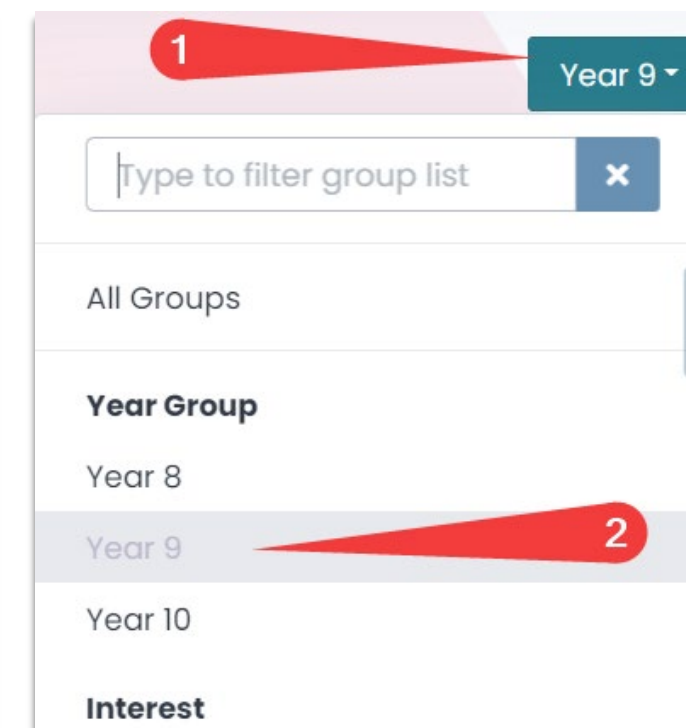 1
Year 9
Type to filter group list
All Groups
Year Group
Year 8
Year 9
2
Year 10
Interest